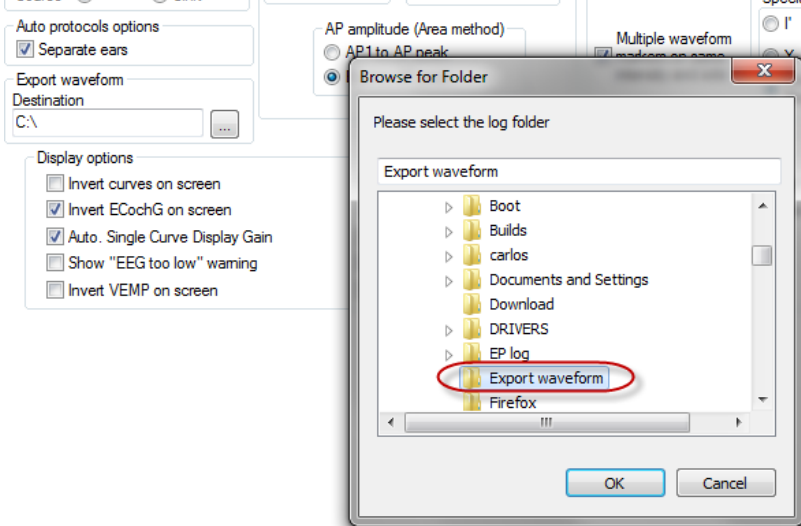 Auto protocols options
Separate ears
Export waveform
Destination
C:\
...
AP amplitude (Area method)
AP1 to AP peak
Multiple waveform
Display options
Invert curves on screen
Invert ECochG on screen
Auto. Single Curve Display Gain
Show "EEG too low" warning
Invert VEMP on screen
Browse for Folder
Please select the log folder
Export waveform
Boot
Builds
carlos
Documents and Settings
Download
DRIVERS
EP log
Export waveform
Firefox
OK
Cancel